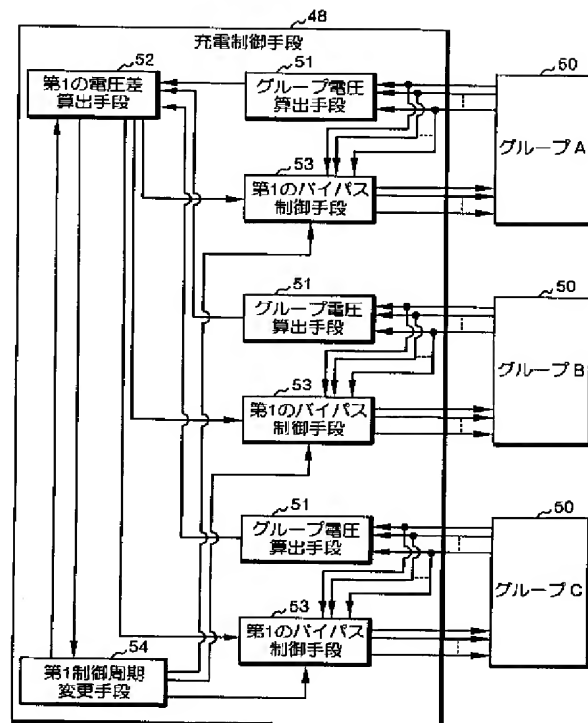 48
充電制御手段
52
第1の電圧差
算出手段
51
グループ電圧
算出手段
50
グループA
53
第1のバイパス
制御手段
51
グループ電圧
算出手段
50
グループB
53
第1のバイパス
制御手段
51
グループ電圧
算出手段
50
グループC
53
第1のバイパス
制御手段
54
第1制御周期
変更手段